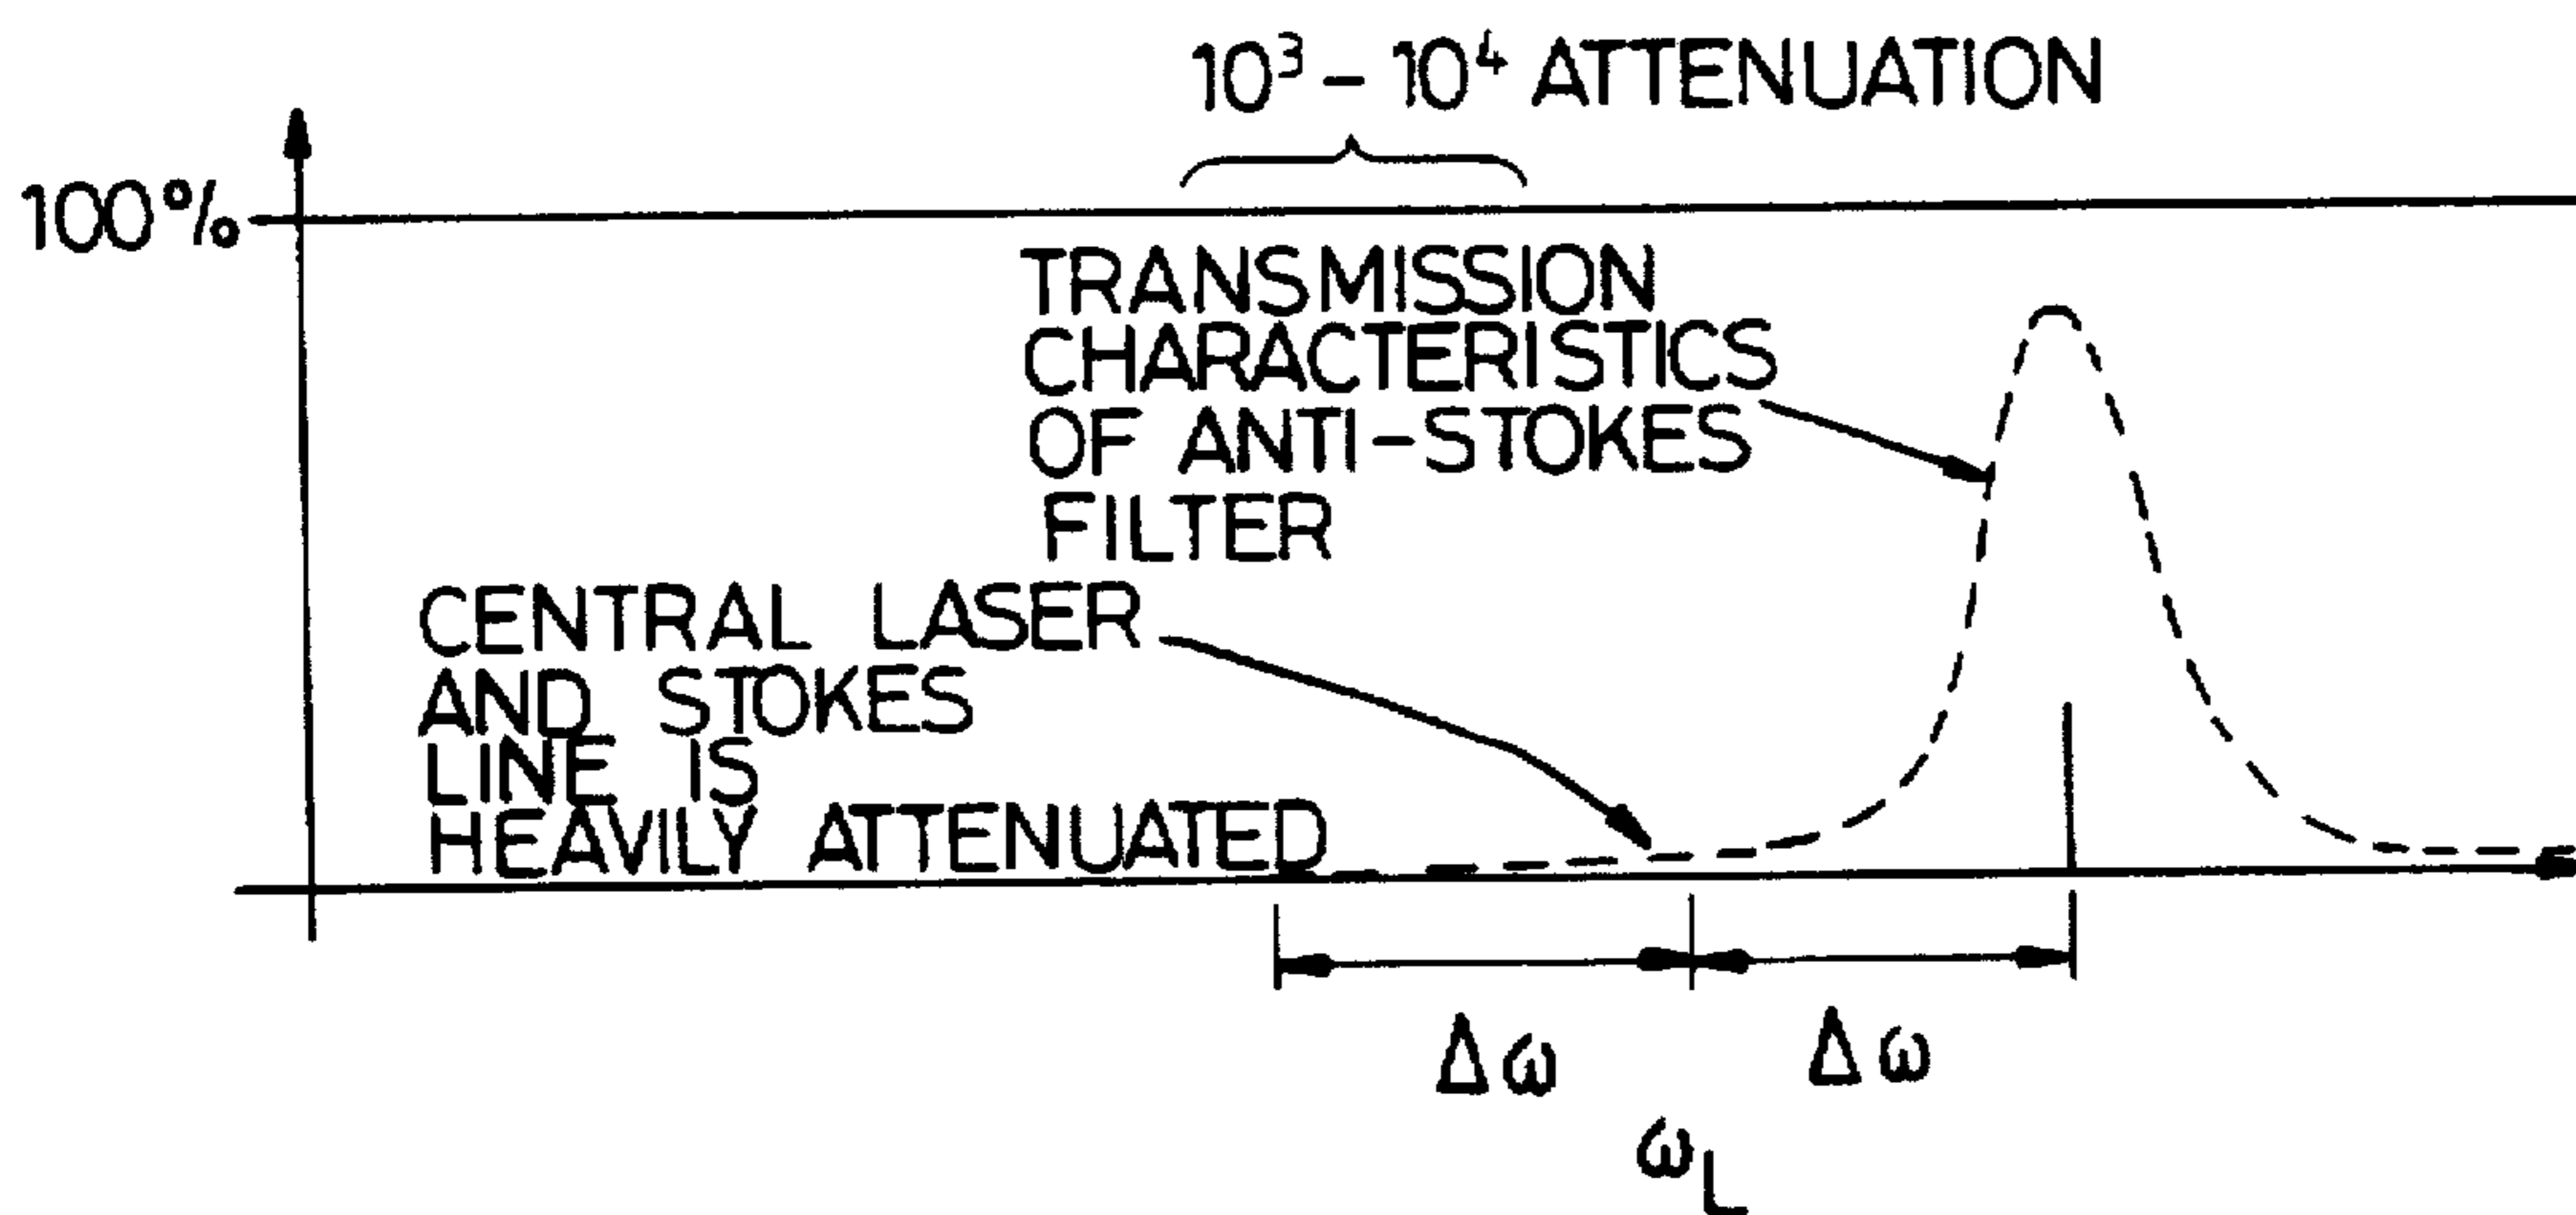 10³ – 10⁴ ATTENUATION
100%
TRANSMISSION
CHARACTERISTICS
OF ANTI-STOKES
FILTER
CENTRAL LASER
AND STOKES
LINE IS
HEAVILY ATTENUATED
Δω Δω
ω_L